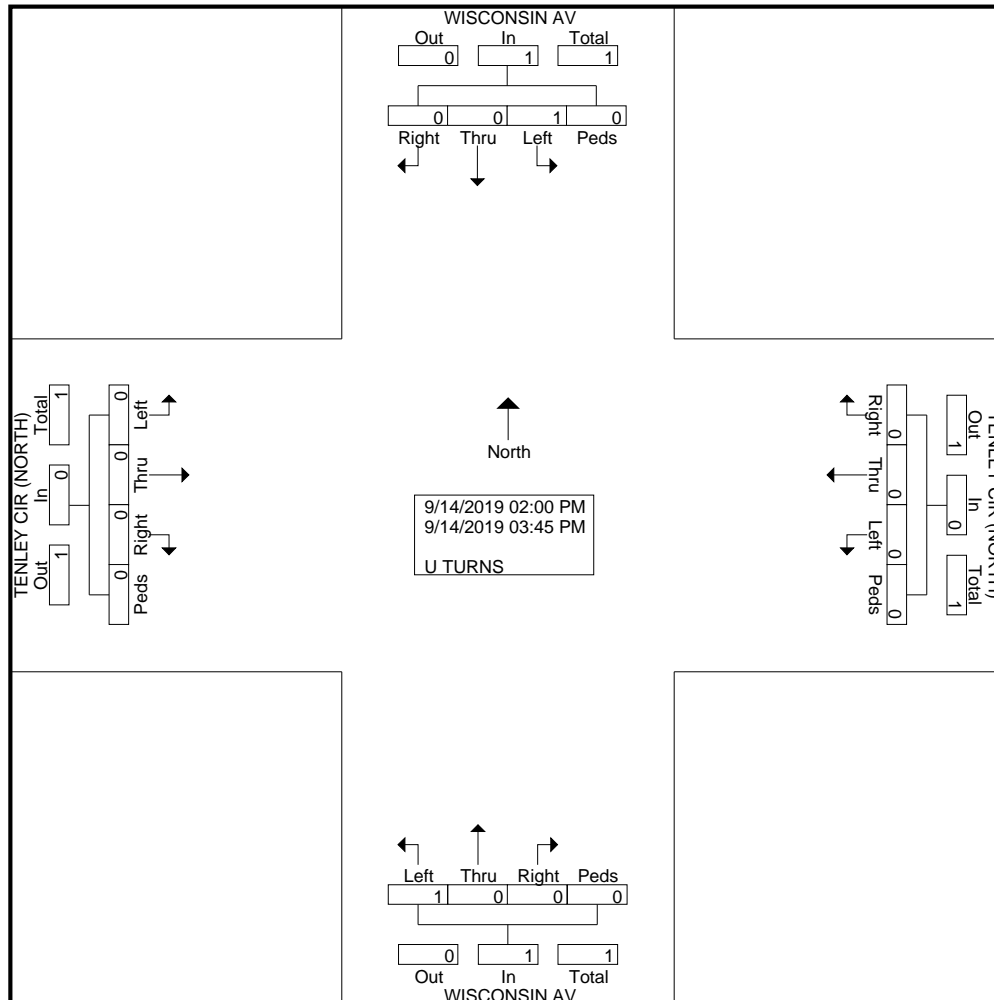 WISCONSIN AV
Out In Total
0 1 1
0 0 1 0
Right Thru Left Peds
TENLEY CIR (NORTH)
Total In Out
1 0 1
0 0 0 0
Left Thru Right Peds
North
9/14/2019 02:00 PM
9/14/2019 03:45 PM
U TURNS
Right Thru Left Peds
0 0 0 0
Out In Total
1 0 1
TENLEY CIR (NORTH)
Left Thru Right Peds
1 0 0 0
0 1 1
Out In Total
WISCONSIN AV